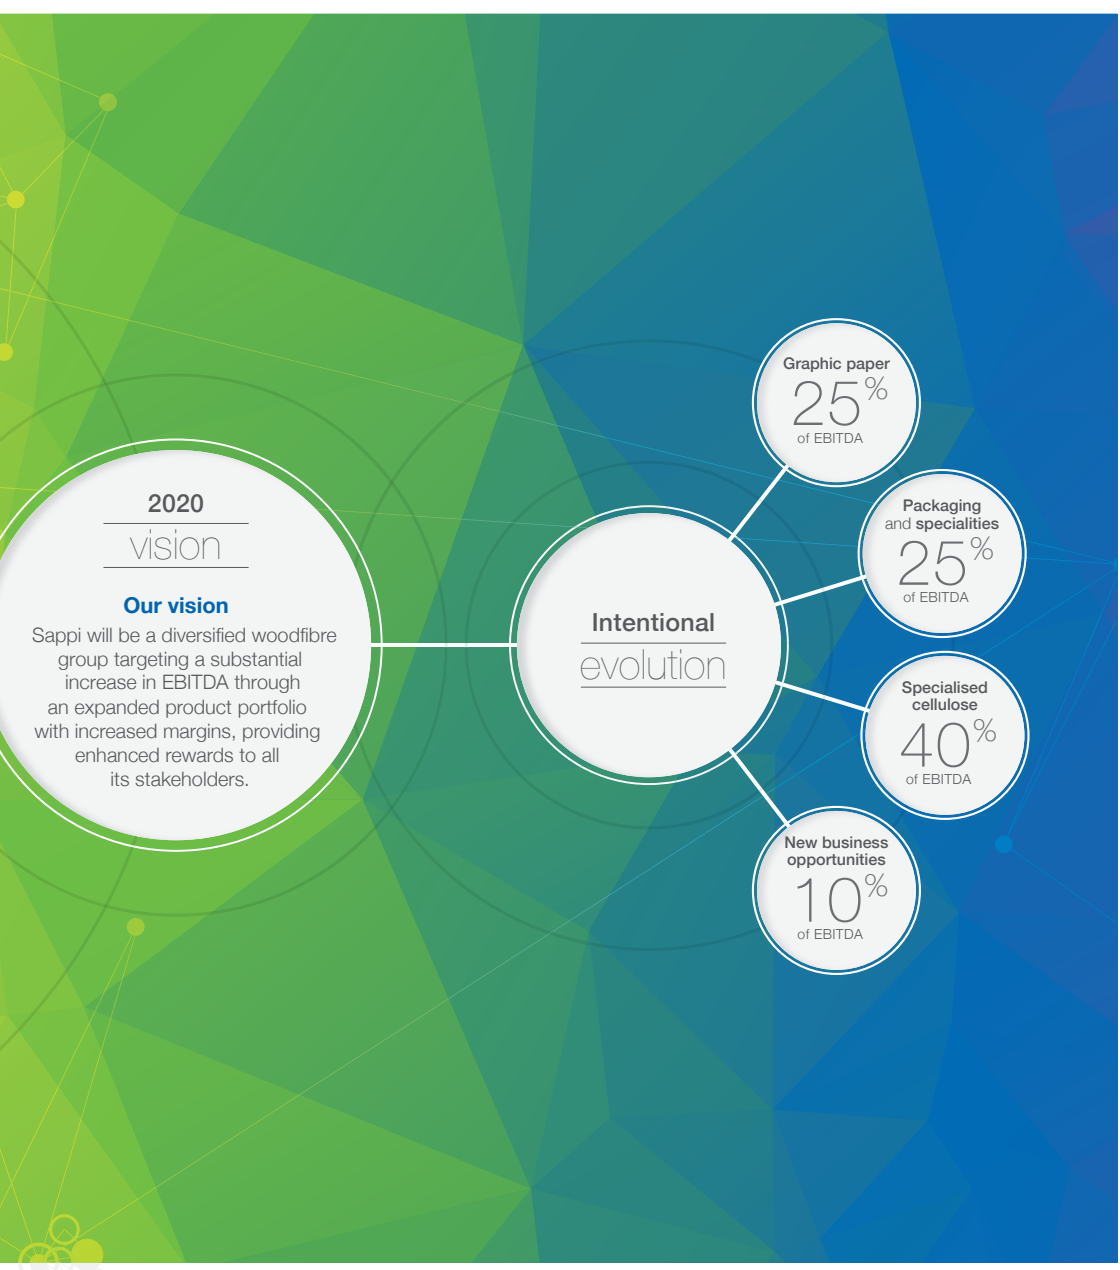 2020
vision
Our vision
Sappi will be a diversified woodfibre
group targeting a substantial
increase in EBITDA through
an expanded product portfolio
with increased margins, providing
enhanced rewards to all
its stakeholders.
Intentional
evolution
Graphic paper
25%
of EBITDA
Packaging
and specialities
25%
of EBITDA
Specialised
cellulose
40%
of EBITDA
New business
opportunities
10%
of EBITDA